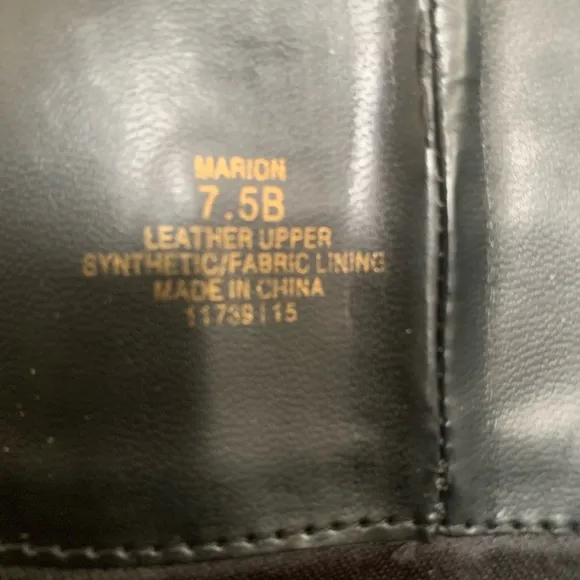 MARION
7.5B
LEATHER UPPER
SYNTHETIC/FABRIC LINING
MADE IN CHINA
11739115